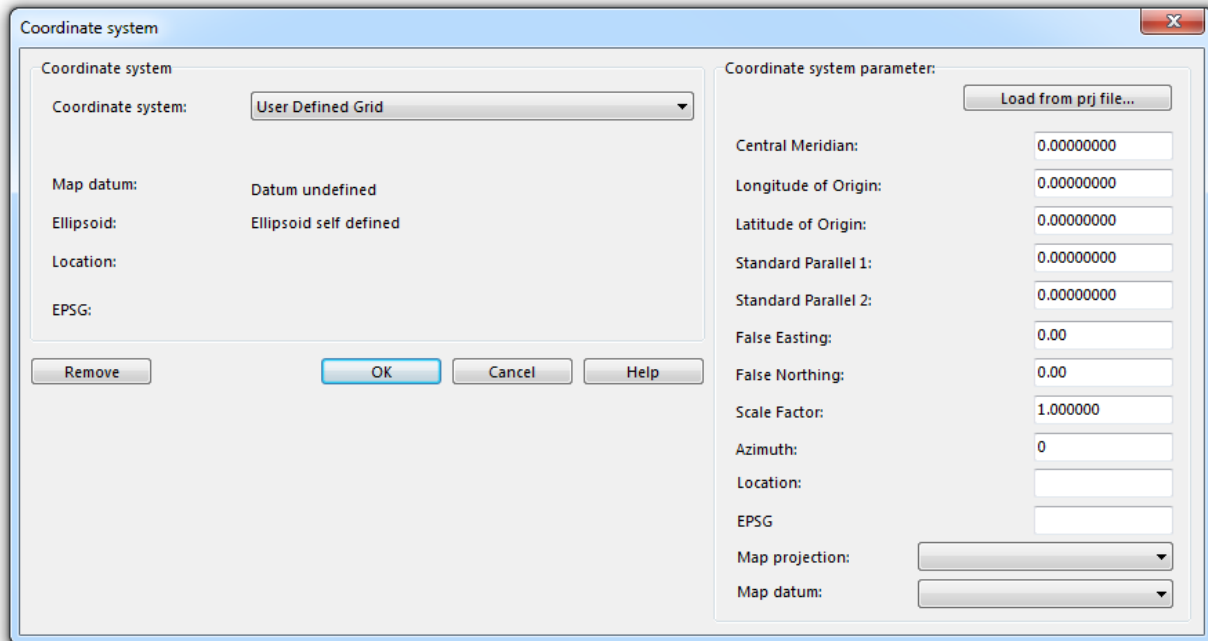 Coordinate system
Coordinate system
Coordinate system: User Defined Grid
Map datum: Datum undefined
Ellipsoid: Ellipsoid self defined
Location:
EPSG:
Remove OK Cancel Help
Coordinate system parameter:
Load from prj file...
Central Meridian: 0.00000000
Longitude of Origin: 0.00000000
Latitude of Origin: 0.00000000
Standard Parallel 1: 0.00000000
Standard Parallel 2: 0.00000000
False Easting: 0.00
False Northing: 0.00
Scale Factor: 1.000000
Azimuth: 0
Location:
EPSG
Map projection:
Map datum: